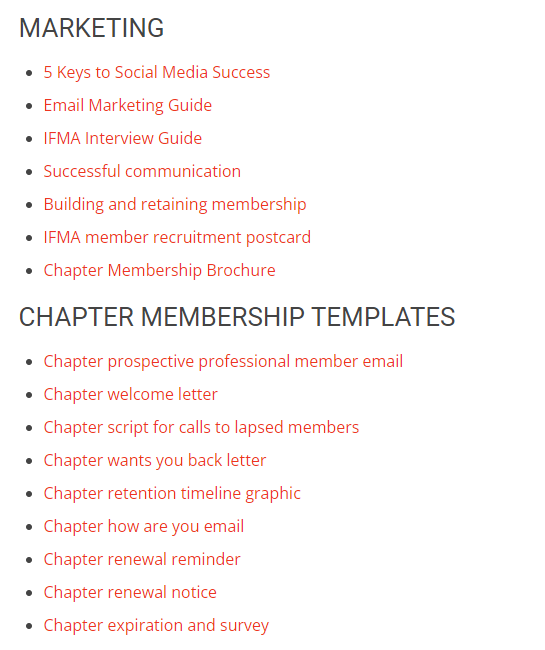 MARKETING
5 Keys to Social Media Success
Email Marketing Guide
IFMA Interview Guide
Successful communication
Building and retaining membership
IFMA member recruitment postcard
Chapter Membership Brochure
CHAPTER MEMBERSHIP TEMPLATES
Chapter prospective professional member email
Chapter welcome letter
Chapter script for calls to lapsed members
Chapter wants you back letter
Chapter retention timeline graphic
Chapter how are you email
Chapter renewal reminder
Chapter renewal notice
Chapter expiration and survey